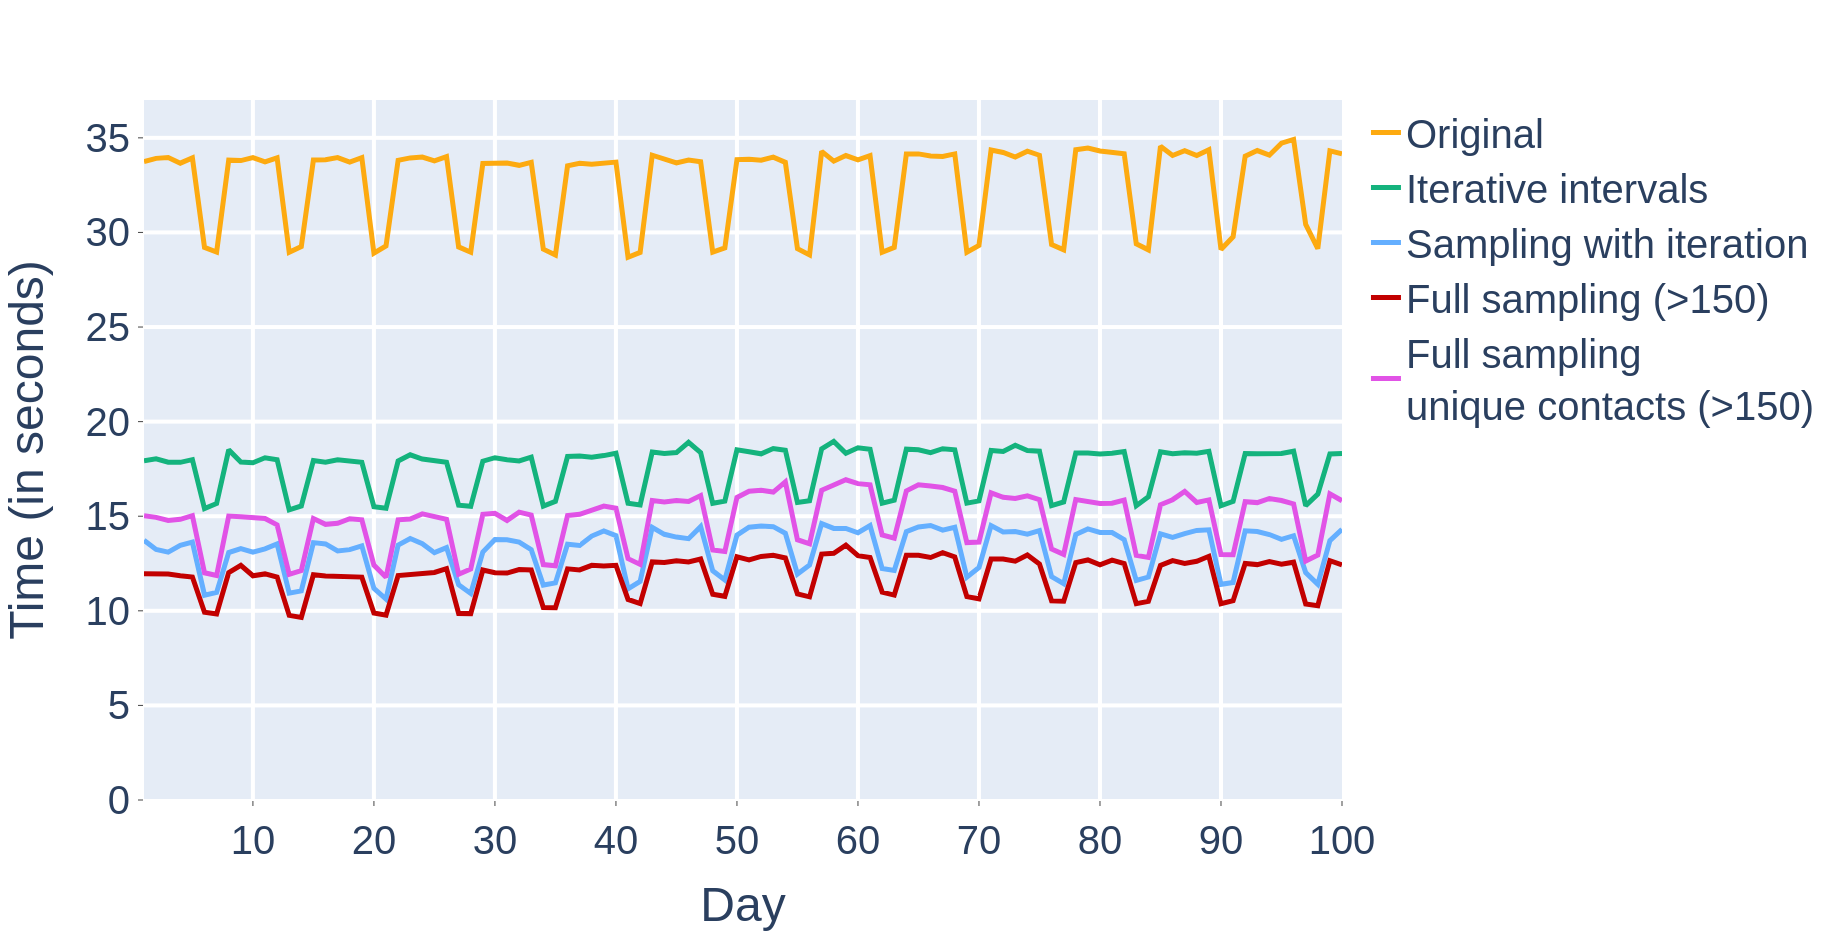 Time (in seconds)
35
30
25
20
15
10
5
0
10 20 30 40 50 60 70 80 90 100
Day
Original
Iterative intervals
Sampling with iteration
Full sampling (>150)
Full sampling
unique contacts (>150)